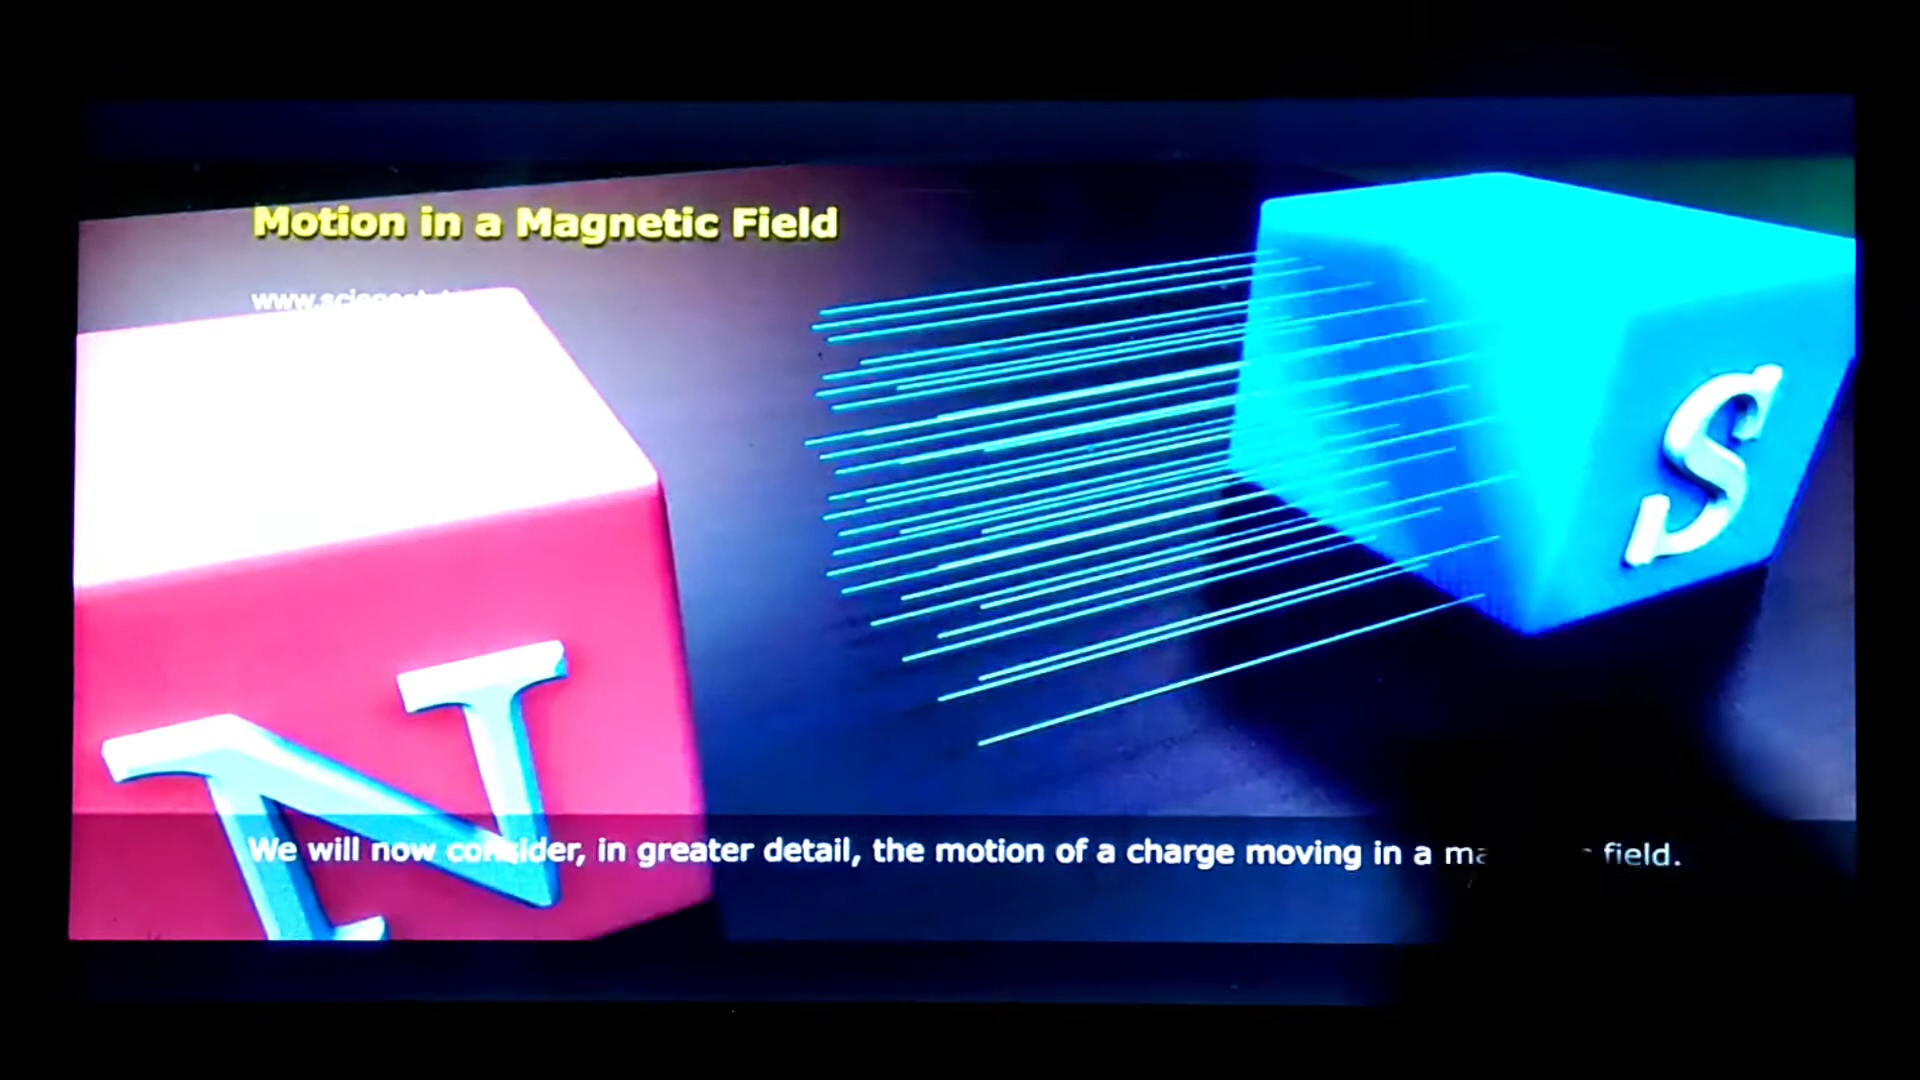 Motion in a Magnetic Field
N
S
We will now consider, in greater detail, the motion of a charge moving in a field.